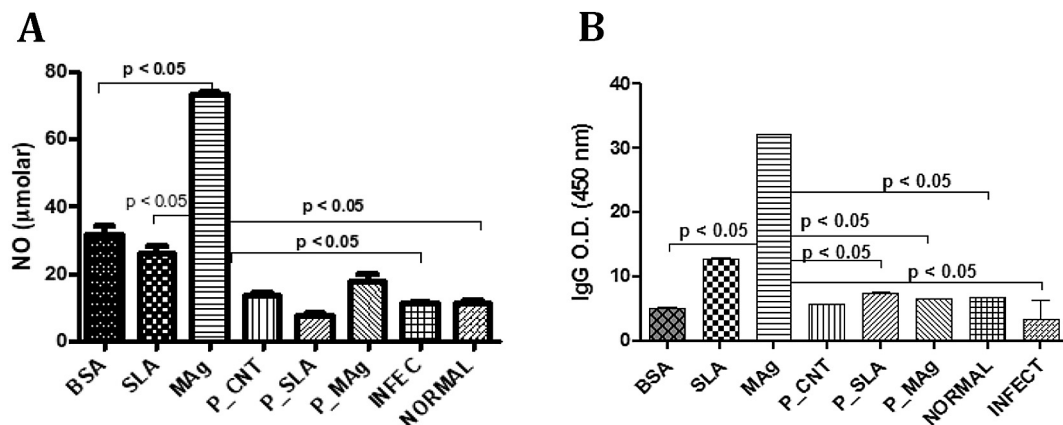 A
NO (µmolar)
80
60
40
20
0
p < 0.05
p < 0.05
p < 0.05
p < 0.05
BSA
SLA
MAg
P_CNT
P_SLA
P_MAg
INFEC
NORMAL
B
IgG O.D. (450 nm)
40
30
20
10
0
p < 0.05
p < 0.05
p < 0.05
p < 0.05
p < 0.05
BSA
SLA
MAg
P_CNT
P_SLA
P_MAg
NORMAL
INFECT